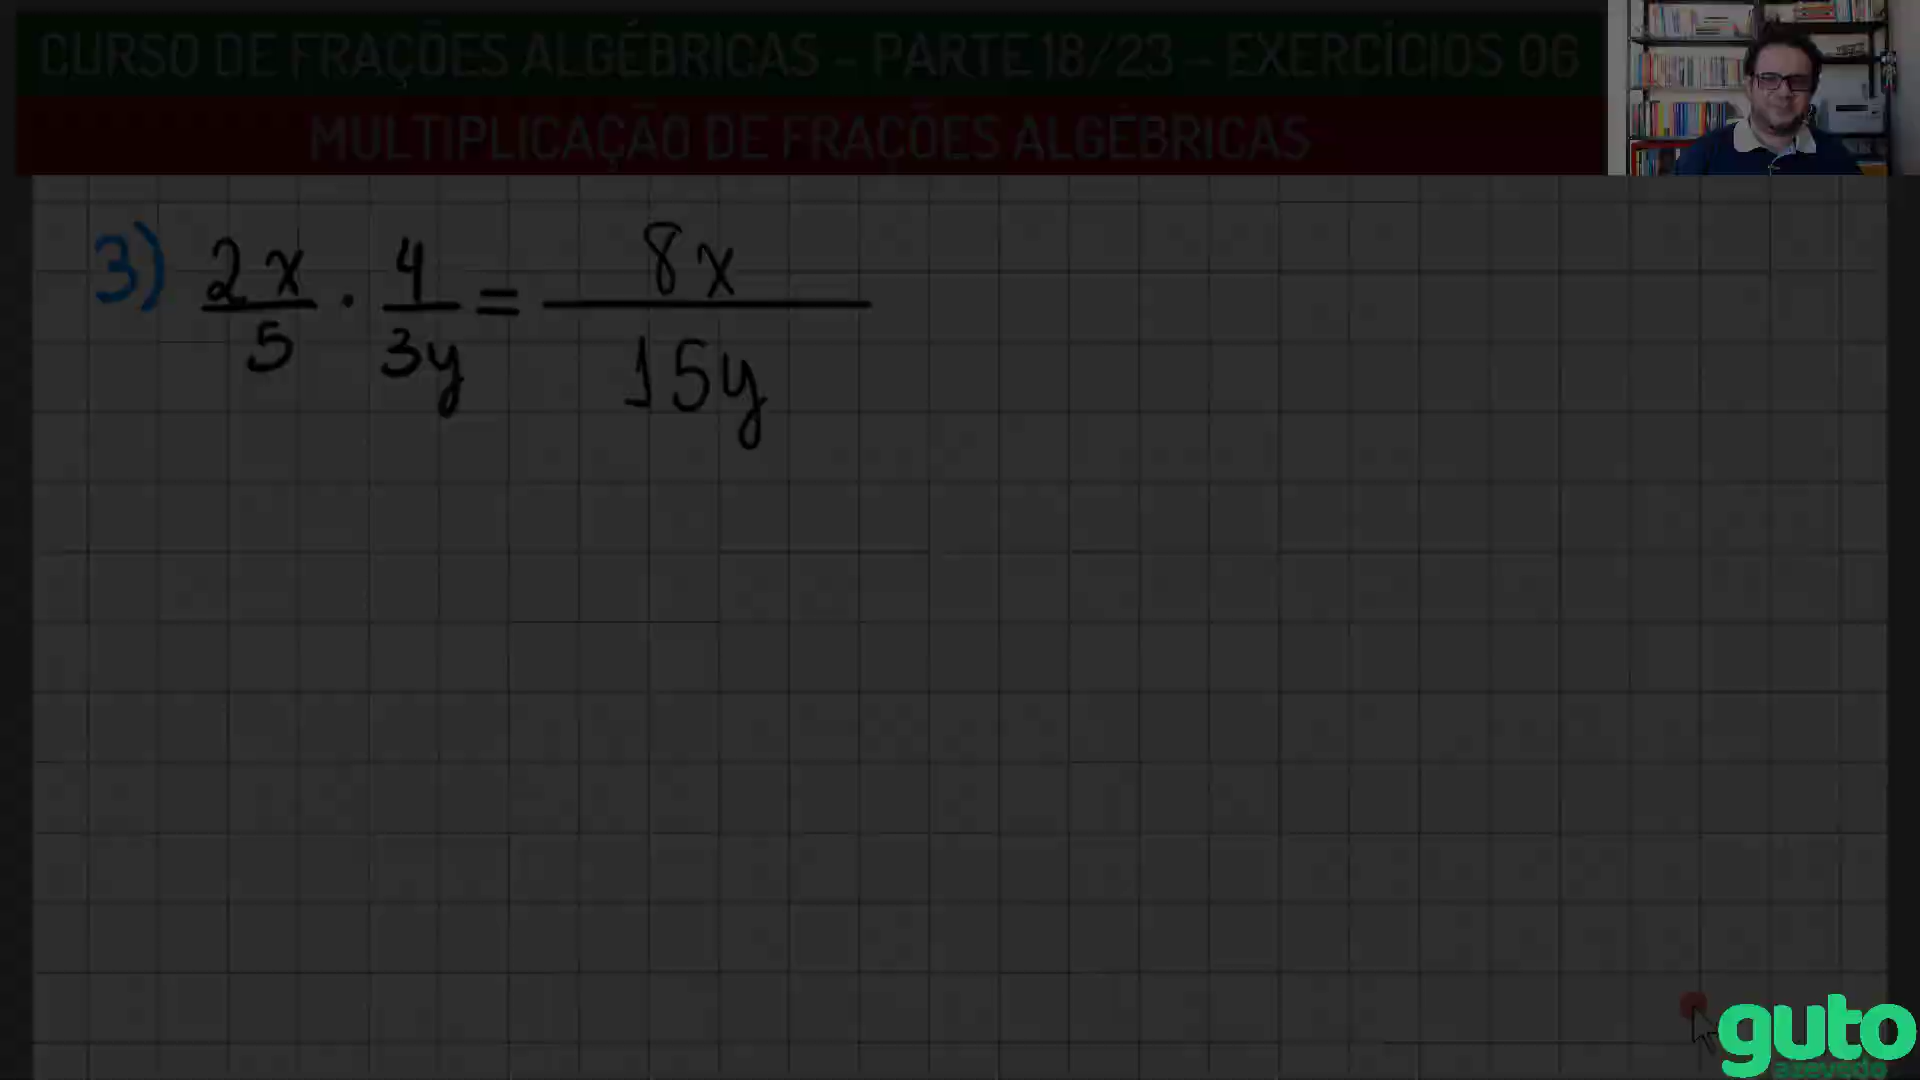 CURSO DE FRAÇÕES ALGÉBRICAS - PARTE 18/23 - EXERCÍCIOS 06
MULTIPLICAÇÃO DE FRAÇÕES ALGÉBRICAS
3) 2x/5 · 4/3y = 8x/15y
guto
azevedo